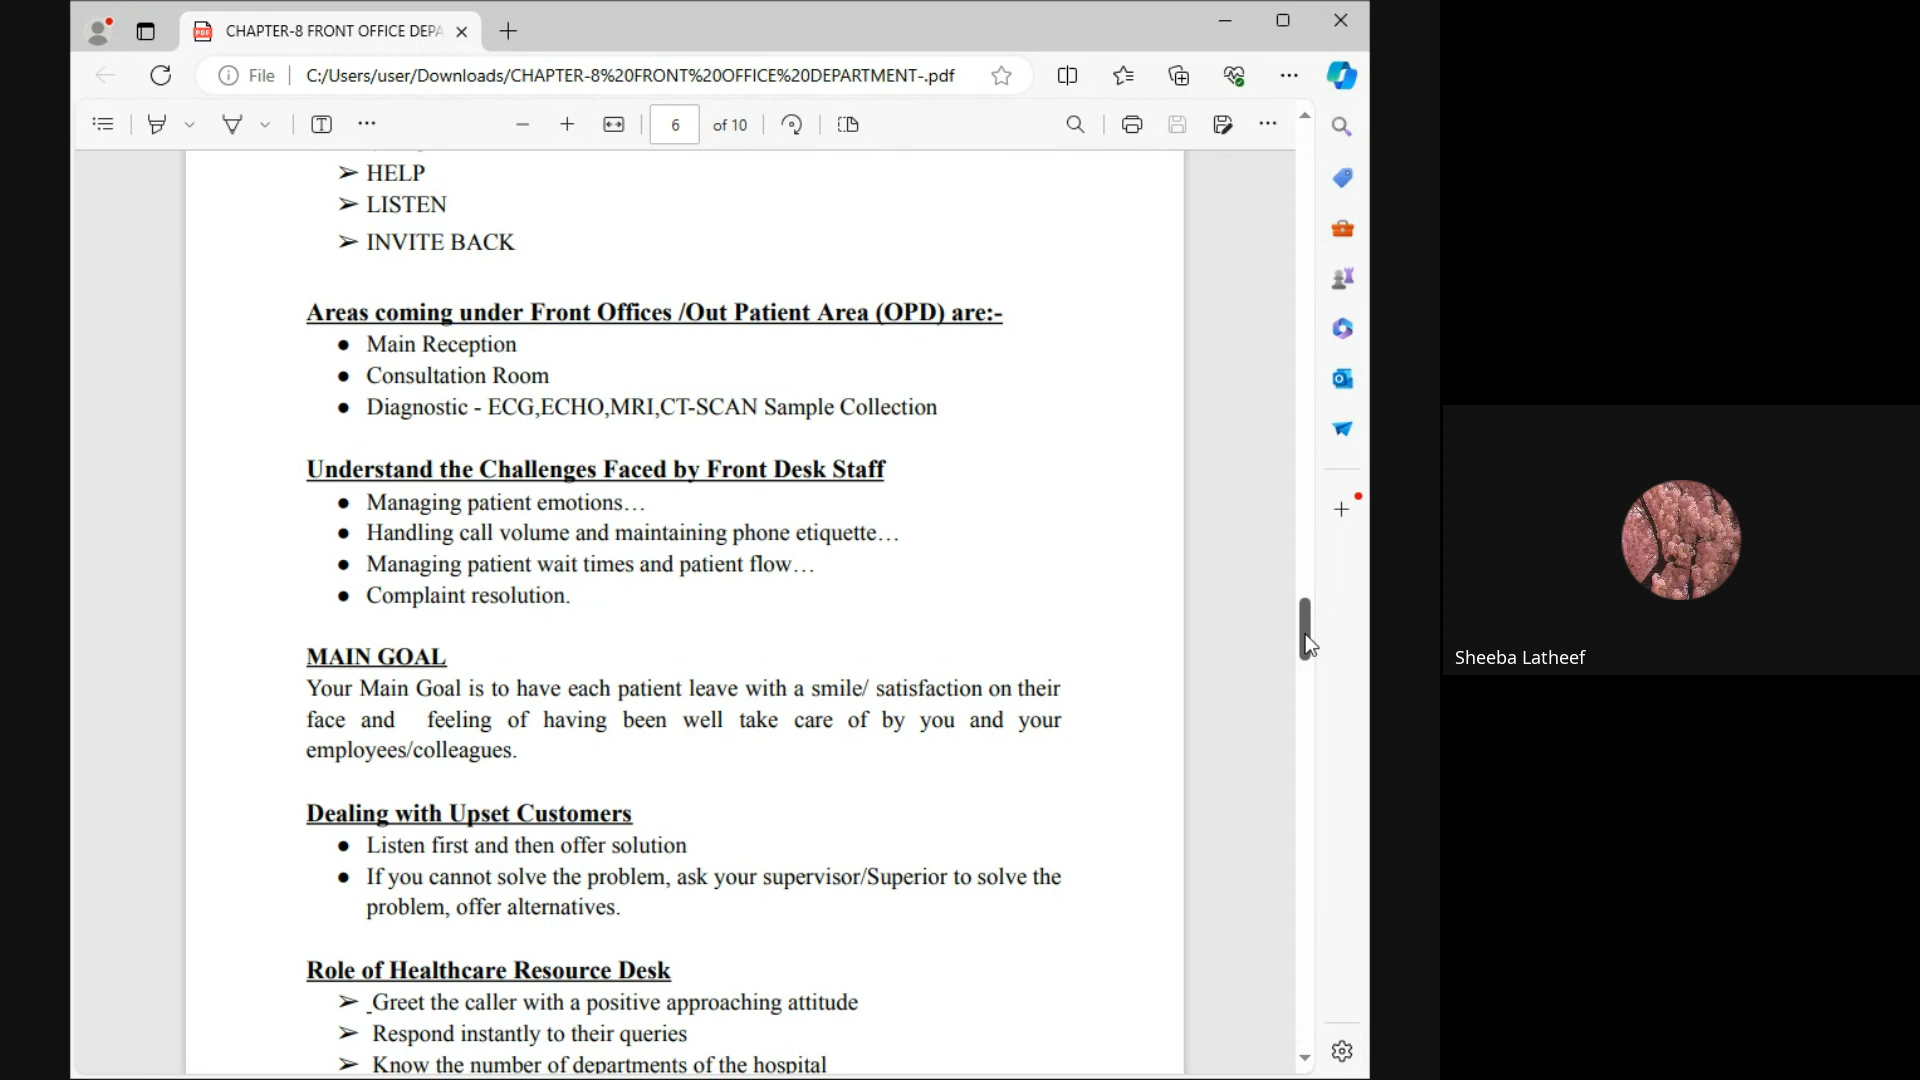 CHAPTER-8 FRONT OFFICE DEPA
File
C:/Users/user/Downloads/CHAPTER-8%20FRONT%20OFFICE%20DEPARTMENT-.pdf
6 of 10
➢ HELP
➢ LISTEN
➢ INVITE BACK
Areas coming under Front Offices /Out Patient Area (OPD) are:-
● Main Reception
● Consultation Room
● Diagnostic - ECG,ECHO,MRI,CT-SCAN Sample Collection
Understand the Challenges Faced by Front Desk Staff
● Managing patient emotions…
● Handling call volume and maintaining phone etiquette…
● Managing patient wait times and patient flow…
● Complaint resolution.
MAIN GOAL
Your Main Goal is to have each patient leave with a smile/ satisfaction on their
face and feeling of having been well take care of by you and your
employees/colleagues.
Dealing with Upset Customers
● Listen first and then offer solution
● If you cannot solve the problem, ask your supervisor/Superior to solve the
problem, offer alternatives.
Role of Healthcare Resource Desk
➢ Greet the caller with a positive approaching attitude
➢ Respond instantly to their queries
➢ Know the number of departments of the hospital
Sheeba Latheef